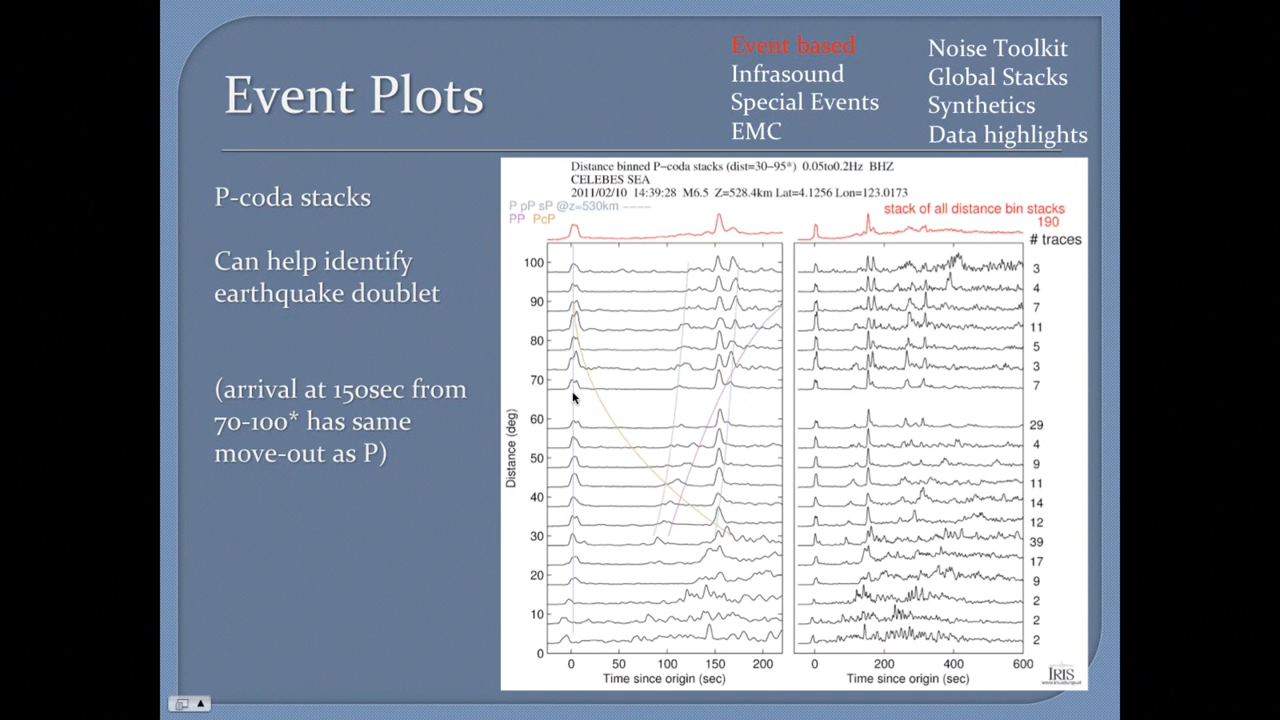 Event Plots
Event based
Infrasound
Special Events
EMC
Noise Toolkit
Global Stacks
Synthetics
Data highlights
P-coda stacks
Can help identify
earthquake doublet
(arrival at 150sec from
70-100* has same
move-out as P)
Distance binned P-coda stacks (dist=30-95*) 0.05to0.2Hz BHZ
CELEBES SEA
2011/02/10 14:39:28 M6.5 Z=528.4km Lat=4.1256 Lon=123.0173
P pP sP @z=530km ----
PP PcP
stack of all distance bin stacks
190
# traces
Distance (deg)
100
90
80
70
60
50
40
30
20
10
0
3
4
7
11
5
3
7
29
4
9
11
14
12
39
17
9
2
2
2
0 50 100 150 200
Time since origin (sec)
0 200 400 600
Time since origin (sec)
IRIS